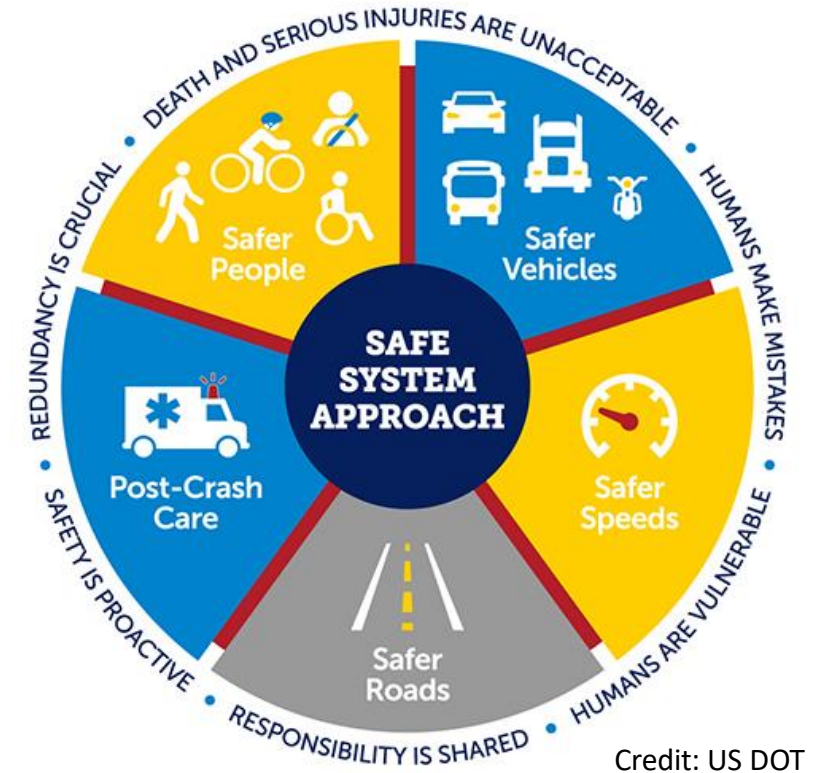 DEATH AND SERIOUS INJURIES ARE UNACCEPTABLE
HUMANS MAKE MISTAKES
HUMANS ARE VULNERABLE
RESPONSIBILITY IS SHARED
SAFETY IS PROACTIVE
REDUNDANCY IS CRUCIAL
Safer
People
Safer
Vehicles
SAFE
SYSTEM
APPROACH
Post-Crash
Care
Safer
Speeds
Safer
Roads
Credit: US DOT